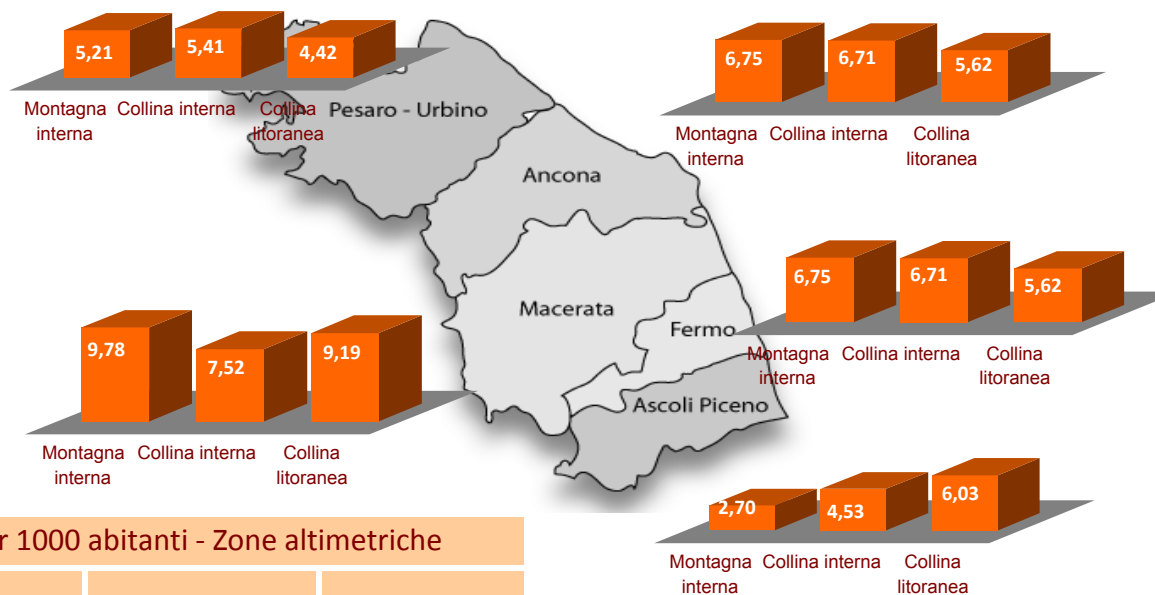 5,21
5,41
4,42
Montagna interna
Collina interna
Collina litoranea
6,75
6,71
5,62
Montagna interna
Collina interna
Collina litoranea
Pesaro - Urbino
Ancona
Macerata
Fermo
Ascoli Piceno
6,75
6,71
5,62
Montagna interna
Collina interna
Collina litoranea
9,78
7,52
9,19
Montagna interna
Collina interna
Collina litoranea
2,70
4,53
6,03
Montagna interna
Collina interna
Collina litoranea
1000 abitanti - Zone altimetriche